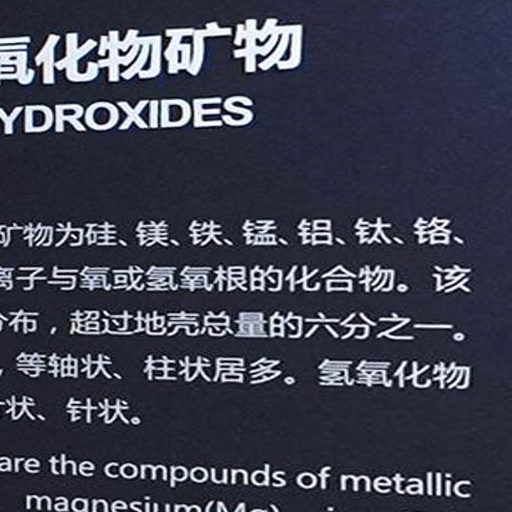 氧化物矿物
YDROXIDES
矿物为硅、镁、铁、锰、铝、钛、铬、
离子与氧或氢氧根的化合物。该
分布，超过地壳总量的六分之一。
，等轴状、柱状居多。氢氧化物
状、针状。
are the compounds of metallic
magnesium(Mg)